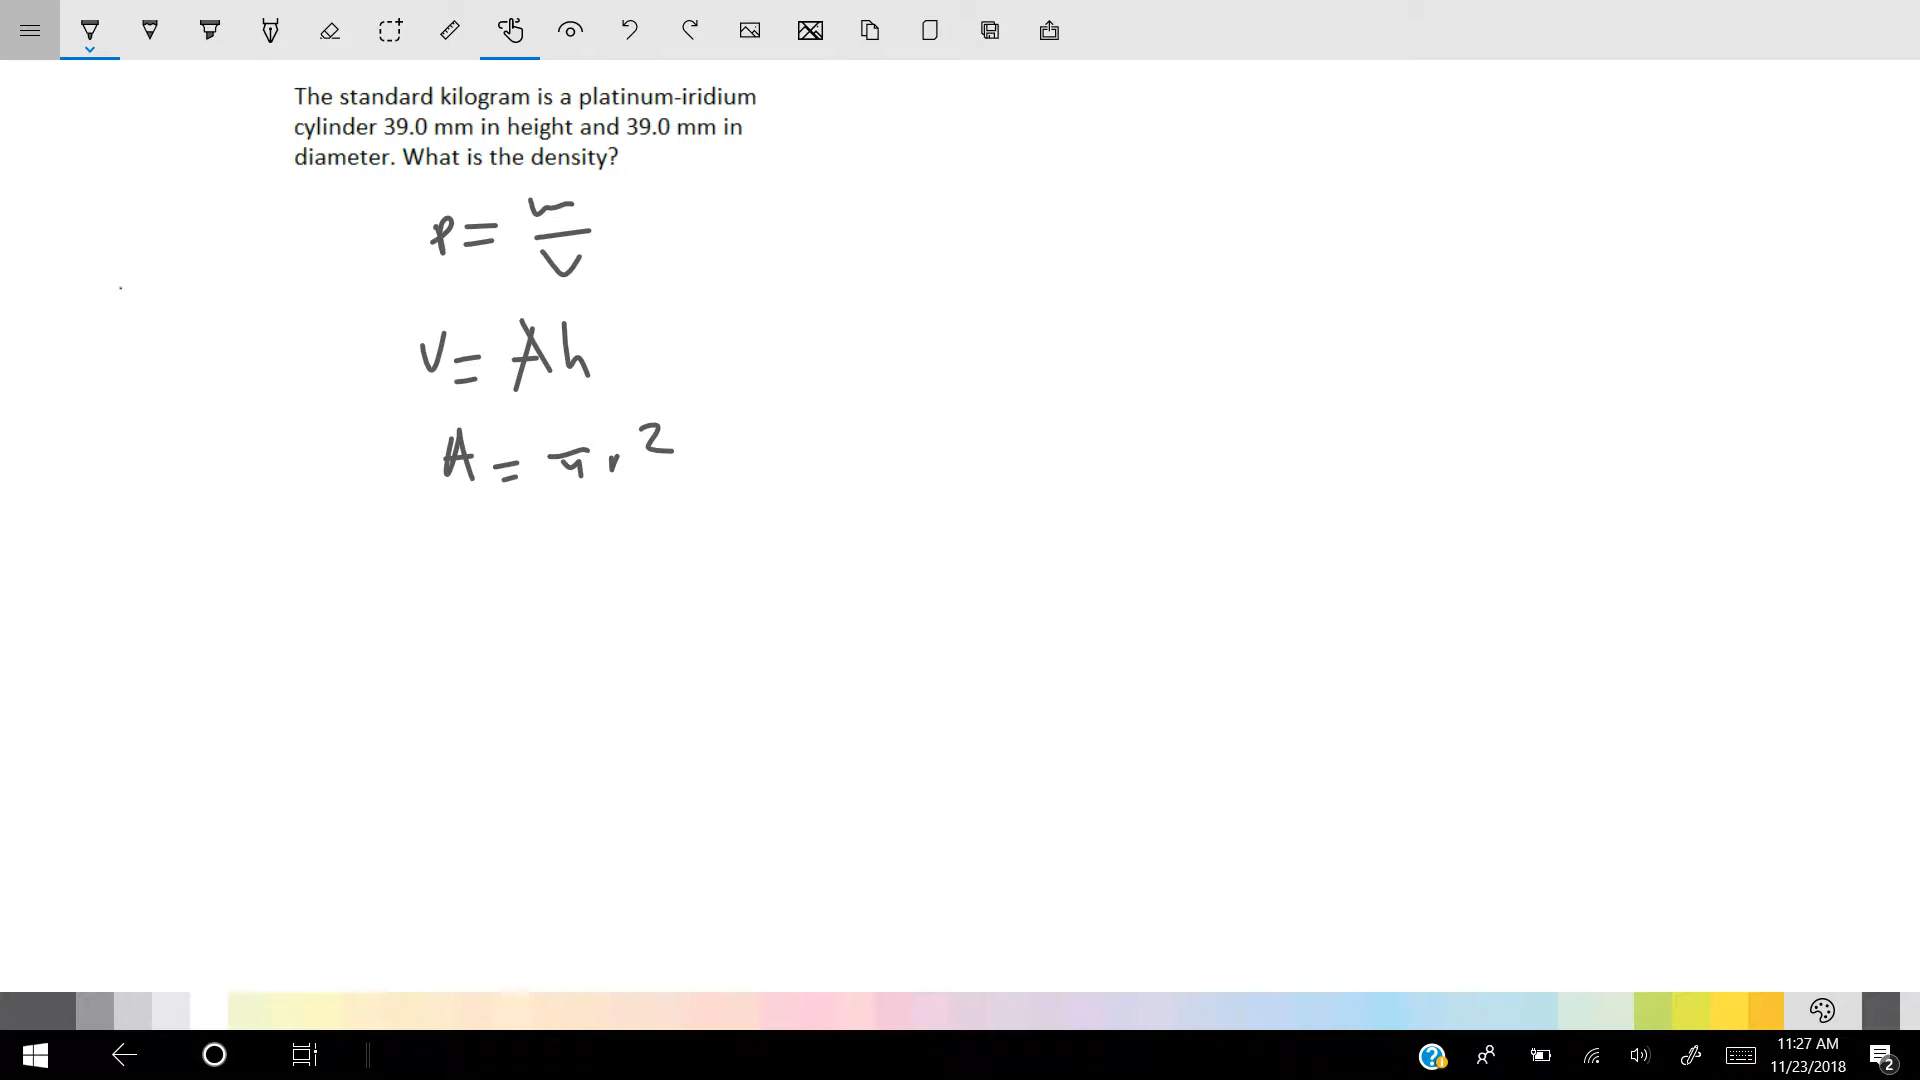 The standard kilogram is a platinum-iridium
cylinder 39.0 mm in height and 39.0 mm in
diameter. What is the density?
ρ = m/V
V = Ah
A = πr²
11:27 AM
11/23/2018
2